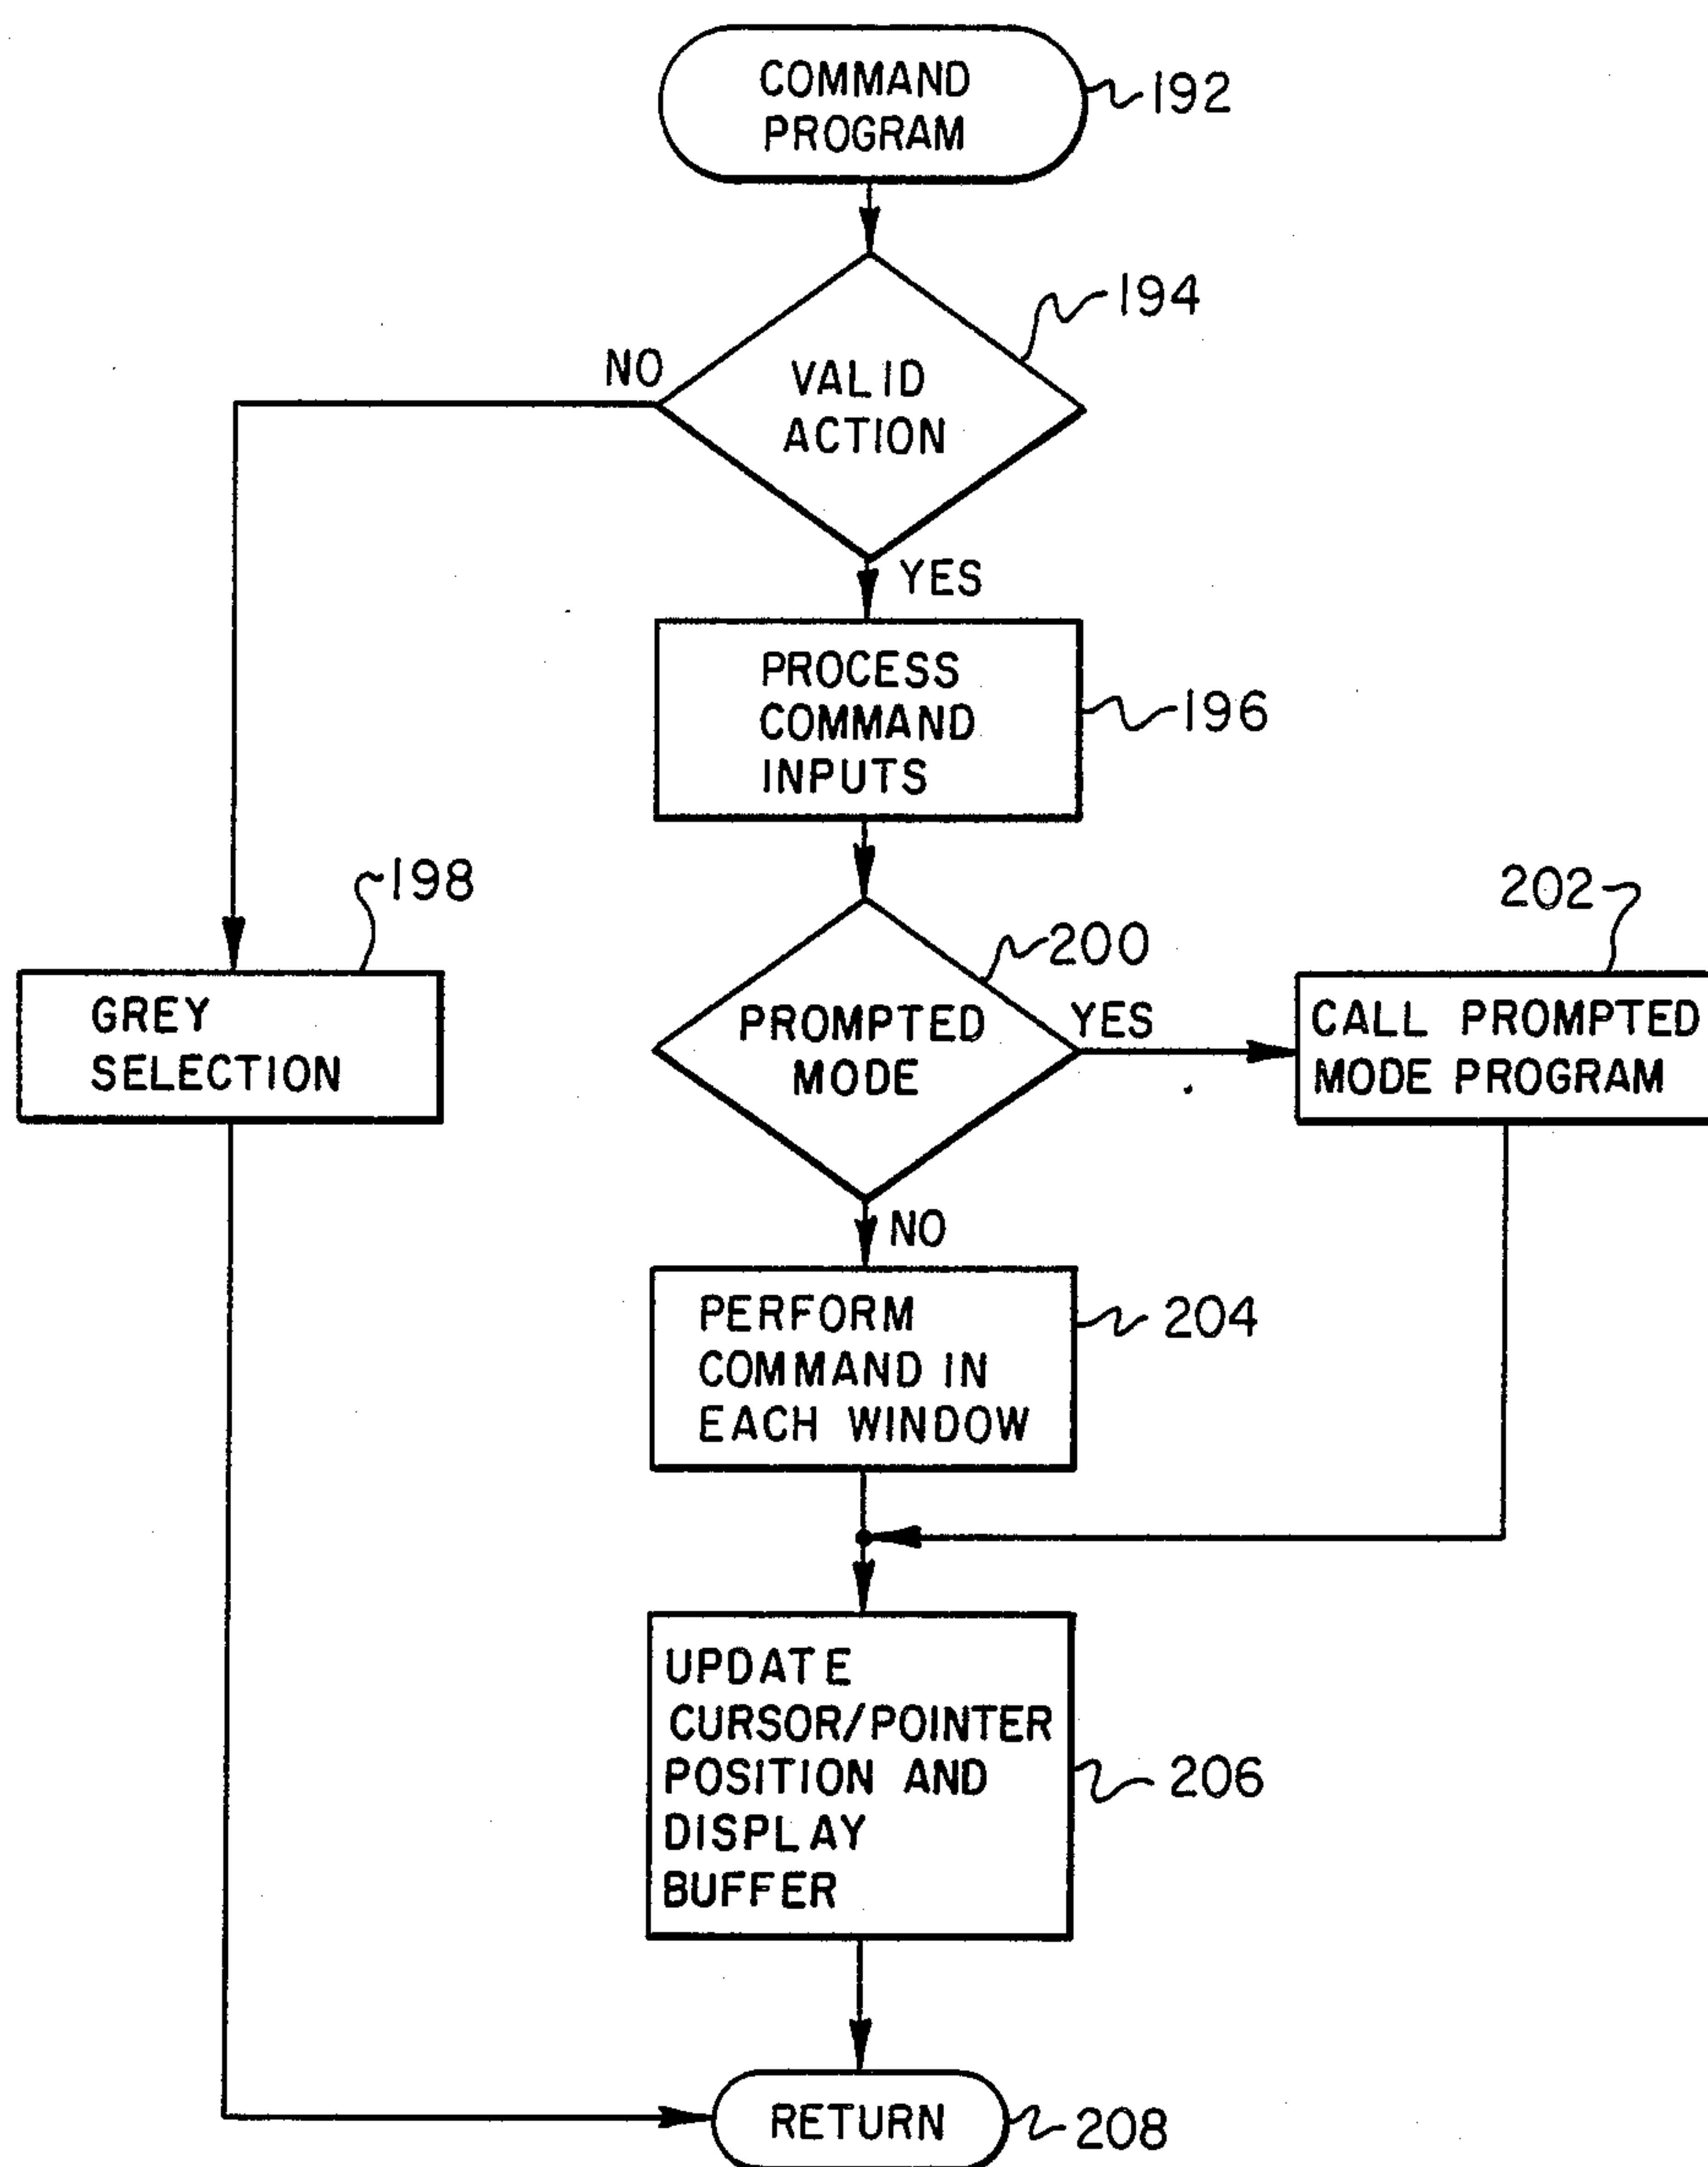 COMMAND
PROGRAM
192
194
NO
VALID
ACTION
YES
PROCESS
COMMAND
INPUTS
196
198
GREY
SELECTION
200
PROMPTED
MODE
YES
202
CALL PROMPTED
MODE PROGRAM
NO
PERFORM
COMMAND IN
EACH WINDOW
204
UPDATE
CURSOR/POINTER
POSITION AND
DISPLAY
BUFFER
206
RETURN
208